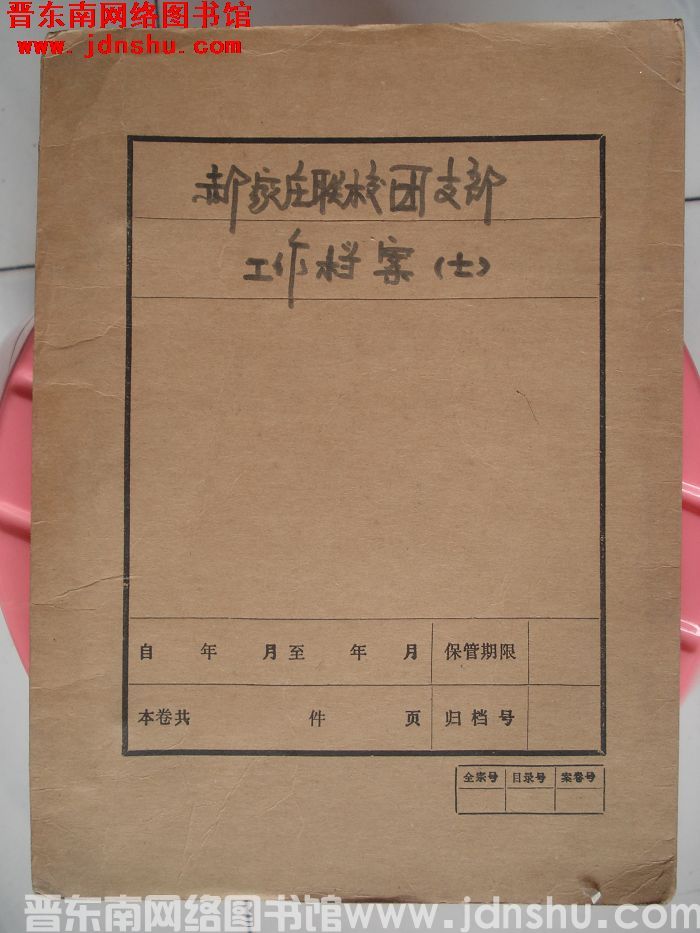 晋东南网络图书馆
www.jdnshu.com
郝家庄联校团支部
工作档案（七）
自 年 月至 年 月 保管期限
本卷共 件 页 归档号
全宗号 目录号 案卷号
晋东南网络图书馆www.jdnshu.com